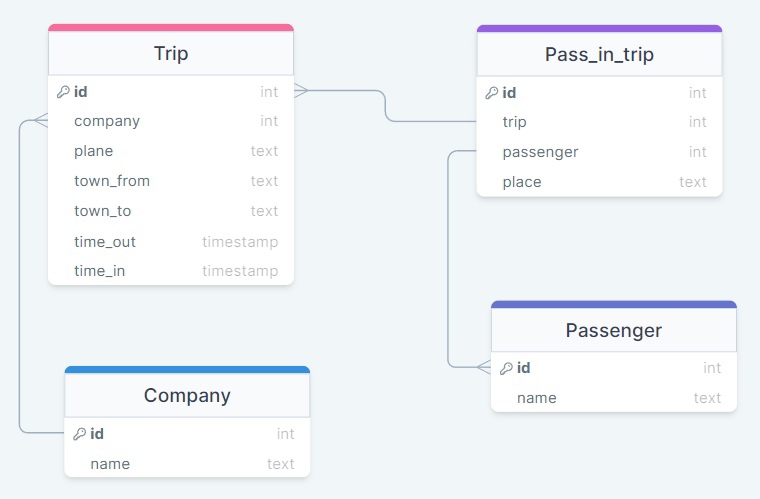 Trip
id int
company int
plane text
town_from text
town_to text
time_out timestamp
time_in timestamp
Pass_in_trip
id int
trip int
passenger int
place text
Company
id int
name text
Passenger
id int
name text